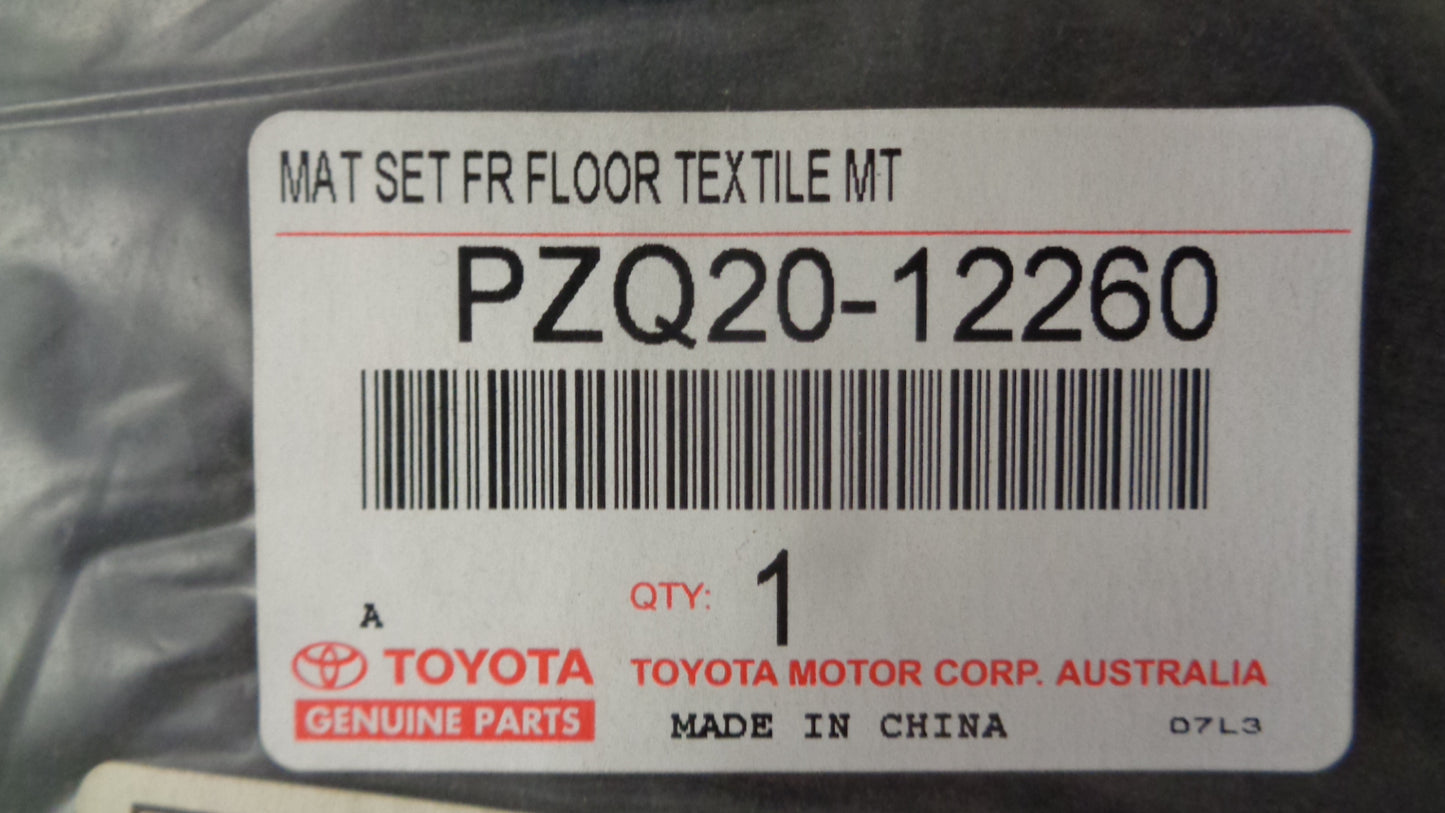 MAT SET FR FLOOR TEXTILE MT
PZQ20-12260
QTY: 1
A
TOYOTA
GENUINE PARTS
TOYOTA MOTOR CORP. AUSTRALIA
MADE IN CHINA 07L3